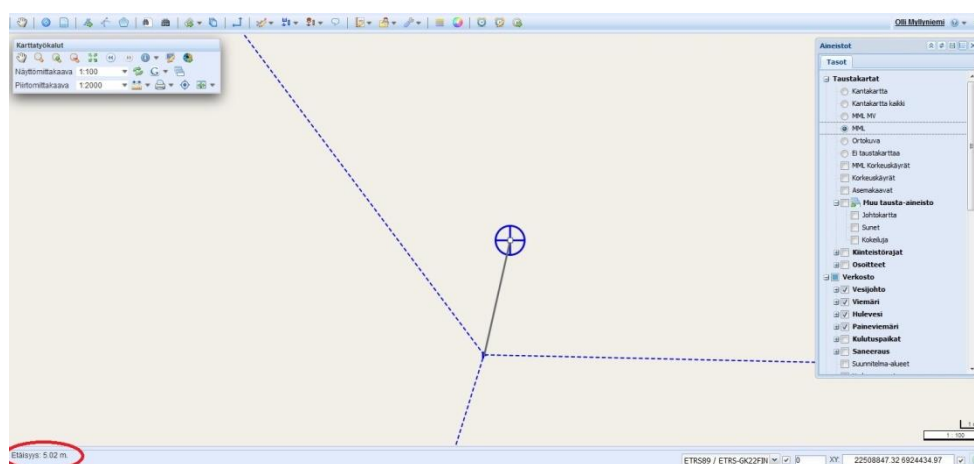 Olli Myllyniemi
Karttatyökalut
Näyttömittakaava 1:100
Piirtomittakaava 1:2000
Aineistot
Tasot
Taustakartat
Kantakartta
Kantakartta kaikki
MML MV
MML
Ortokuva
Ei taustakarttaa
MML Korkeuskäyrät
Korkeuskäyrät
Asemakaavat
Muu tausta-aineisto
Johtokartta
Sunet
Kokeiluja
Kiinteistörajat
Osoitteet
Verkosto
Vesijohto
Viemäri
Hulevesi
Paineviemäri
Kulutuspaikat
Saneeraus
Suunnitelma-alueet
1 : 100
Etäisyys: 5.02 m.
ETRS89 / ETRS-GK22FIN 0 XY: 22508847.32 6924434.97